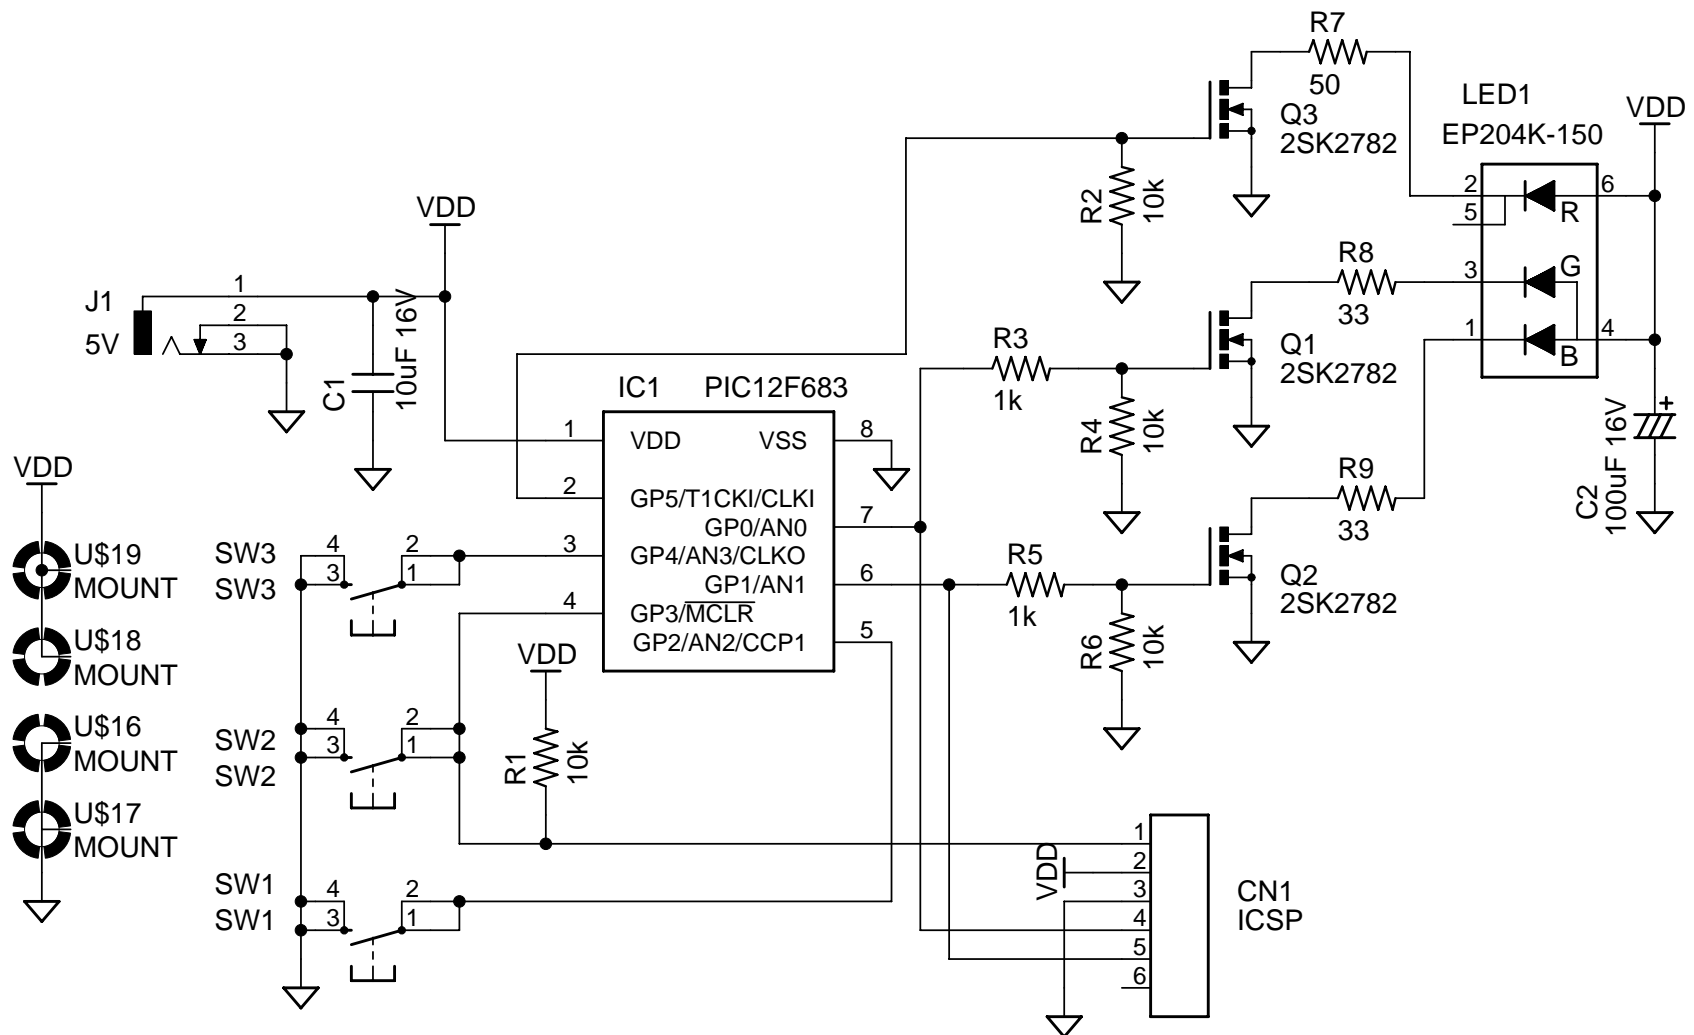 R7
50
Q3
2SK2782
LED1
EP204K-150
VDD
2
5
6
R
R2
10k
VDD
J1
5V
1
2
3
C1
10uF 16V
R8
33
3
G
1
4
B
R3
1k
Q1
2SK2782
R4
10k
C2
100uF 16V
+
IC1
PIC12F683
1
VDD
VSS
8
2
GP5/T1CKI/CLKI
GP0/AN0
7
3
GP4/AN3/CLKO
GP1/AN1
6
4
GP3/MCLR
GP2/AN2/CCP1
5
R9
33
R5
1k
Q2
2SK2782
R6
10k
VDD
U$19
MOUNT
U$18
MOUNT
U$16
MOUNT
U$17
MOUNT
SW3
SW3
4
3
2
1
SW2
SW2
4
3
2
1
VDD
R1
10k
SW1
SW1
4
3
2
1
VDD
1
2
3
4
5
6
CN1
ICSP